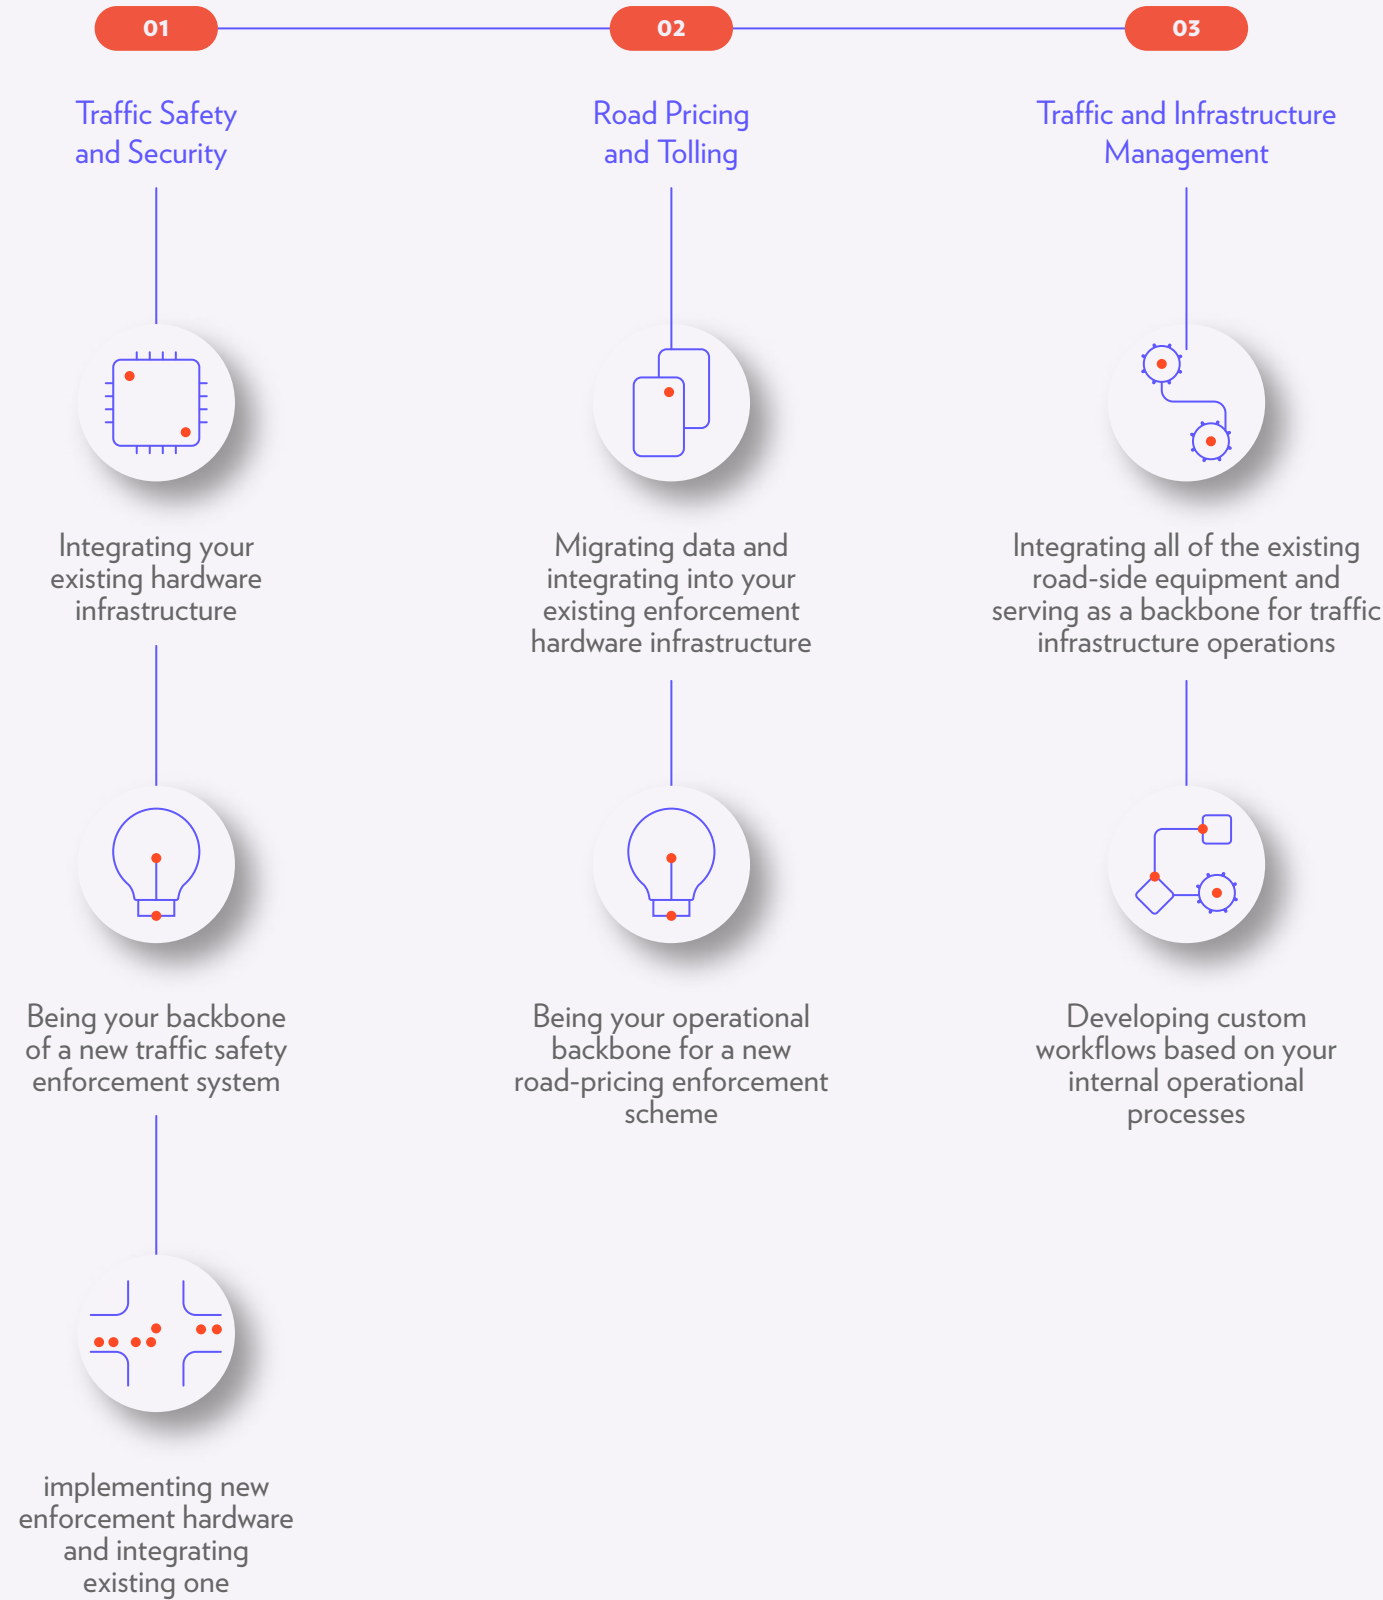 01
Traffic Safety
and Security
Integrating your
existing hardware
infrastructure
Being your backbone
of a new traffic safety
enforcement system
implementing new
enforcement hardware
and integrating
existing one
02
Road Pricing
and Tolling
Migrating data and
integrating into your
existing enforcement
hardware infrastructure
Being your operational
backbone for a new
road-pricing enforcement
scheme
03
Traffic and Infrastructure
Management
Integrating all of the existing
road-side equipment and
serving as a backbone for traffic
infrastructure operations
Developing custom
workflows based on your
internal operational
processes